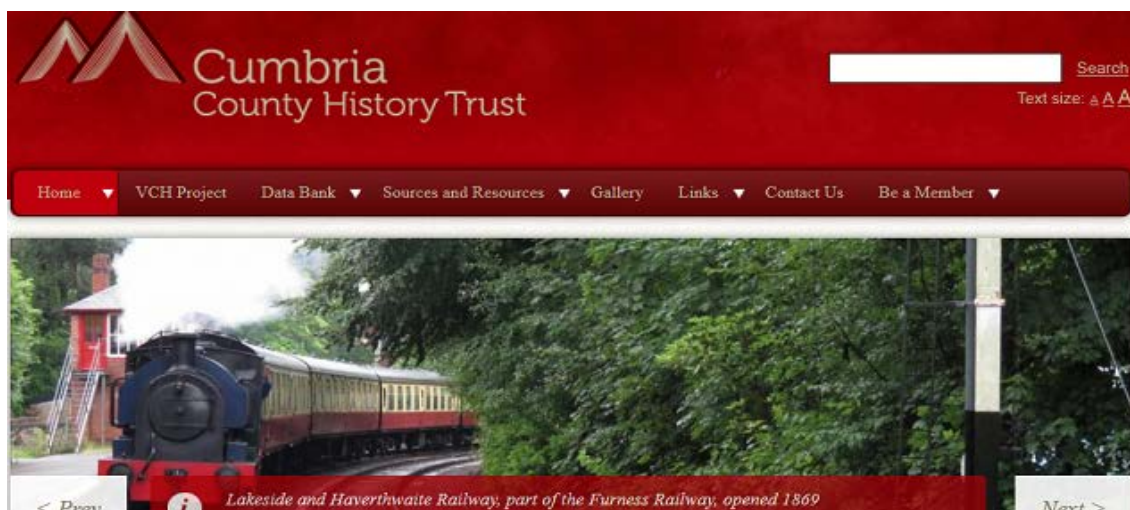 Cumbria
County History Trust
Search
Text size: A A A
Home VCH Project Data Bank Sources and Resources Gallery Links Contact Us Be a Member
< Prev
i Lakeside and Haverthwaite Railway, part of the Furness Railway, opened 1869
Next >